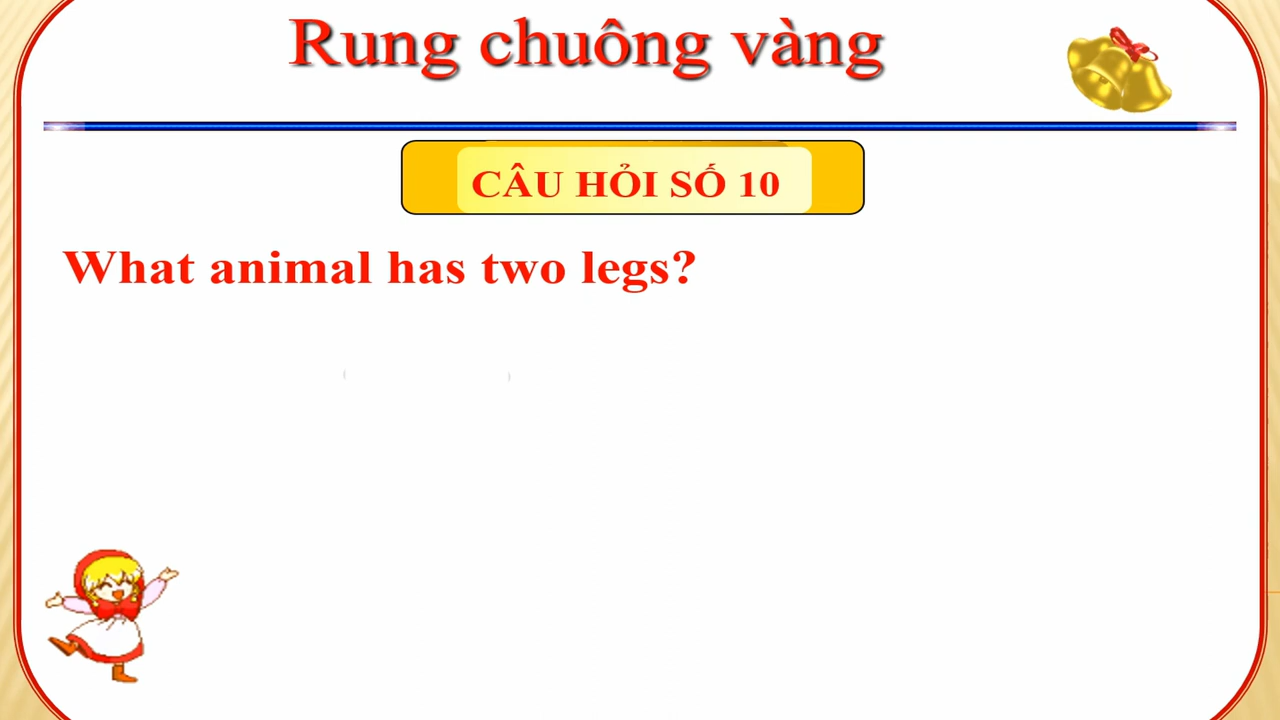 Rung chuông vàng
CÂU HỎI SỐ 10
What animal has two legs?